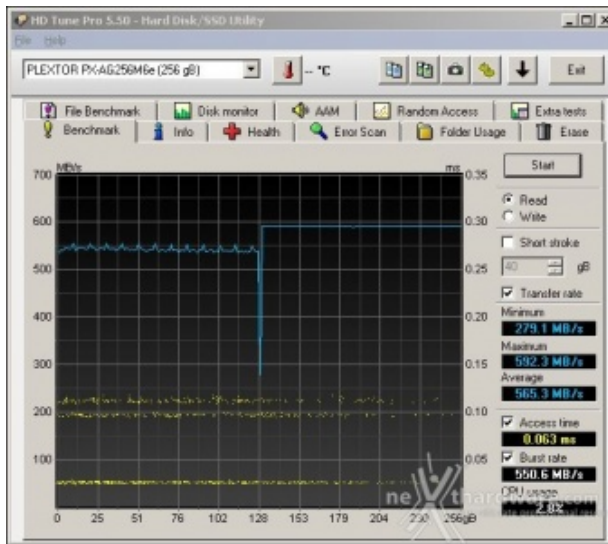 HD Tune Pro 5.50 - Hard Disk/SSD Utility
File Help
PLEXTOR PX-AG256M6e (256 gB)
-- °C
Exit
File Benchmark
Disk monitor
AAM
Random Access
Extra tests
Benchmark
Info
Health
Error Scan
Folder Usage
Erase
MB/s
ms
700
600
500
400
300
200
100
0.35
0.30
0.25
0.20
0.15
0.10
0.05
0 25 51 76 102 128 153 179 204 230 256gB
Start
Read
Write
Short stroke
40 gB
Transfer rate
Minimum
279.1 MB/s
Maximum
592.3 MB/s
Average
565.3 MB/s
Access time
0.063 ms
Burst rate
550.6 MB/s
CPU usage
2.8%